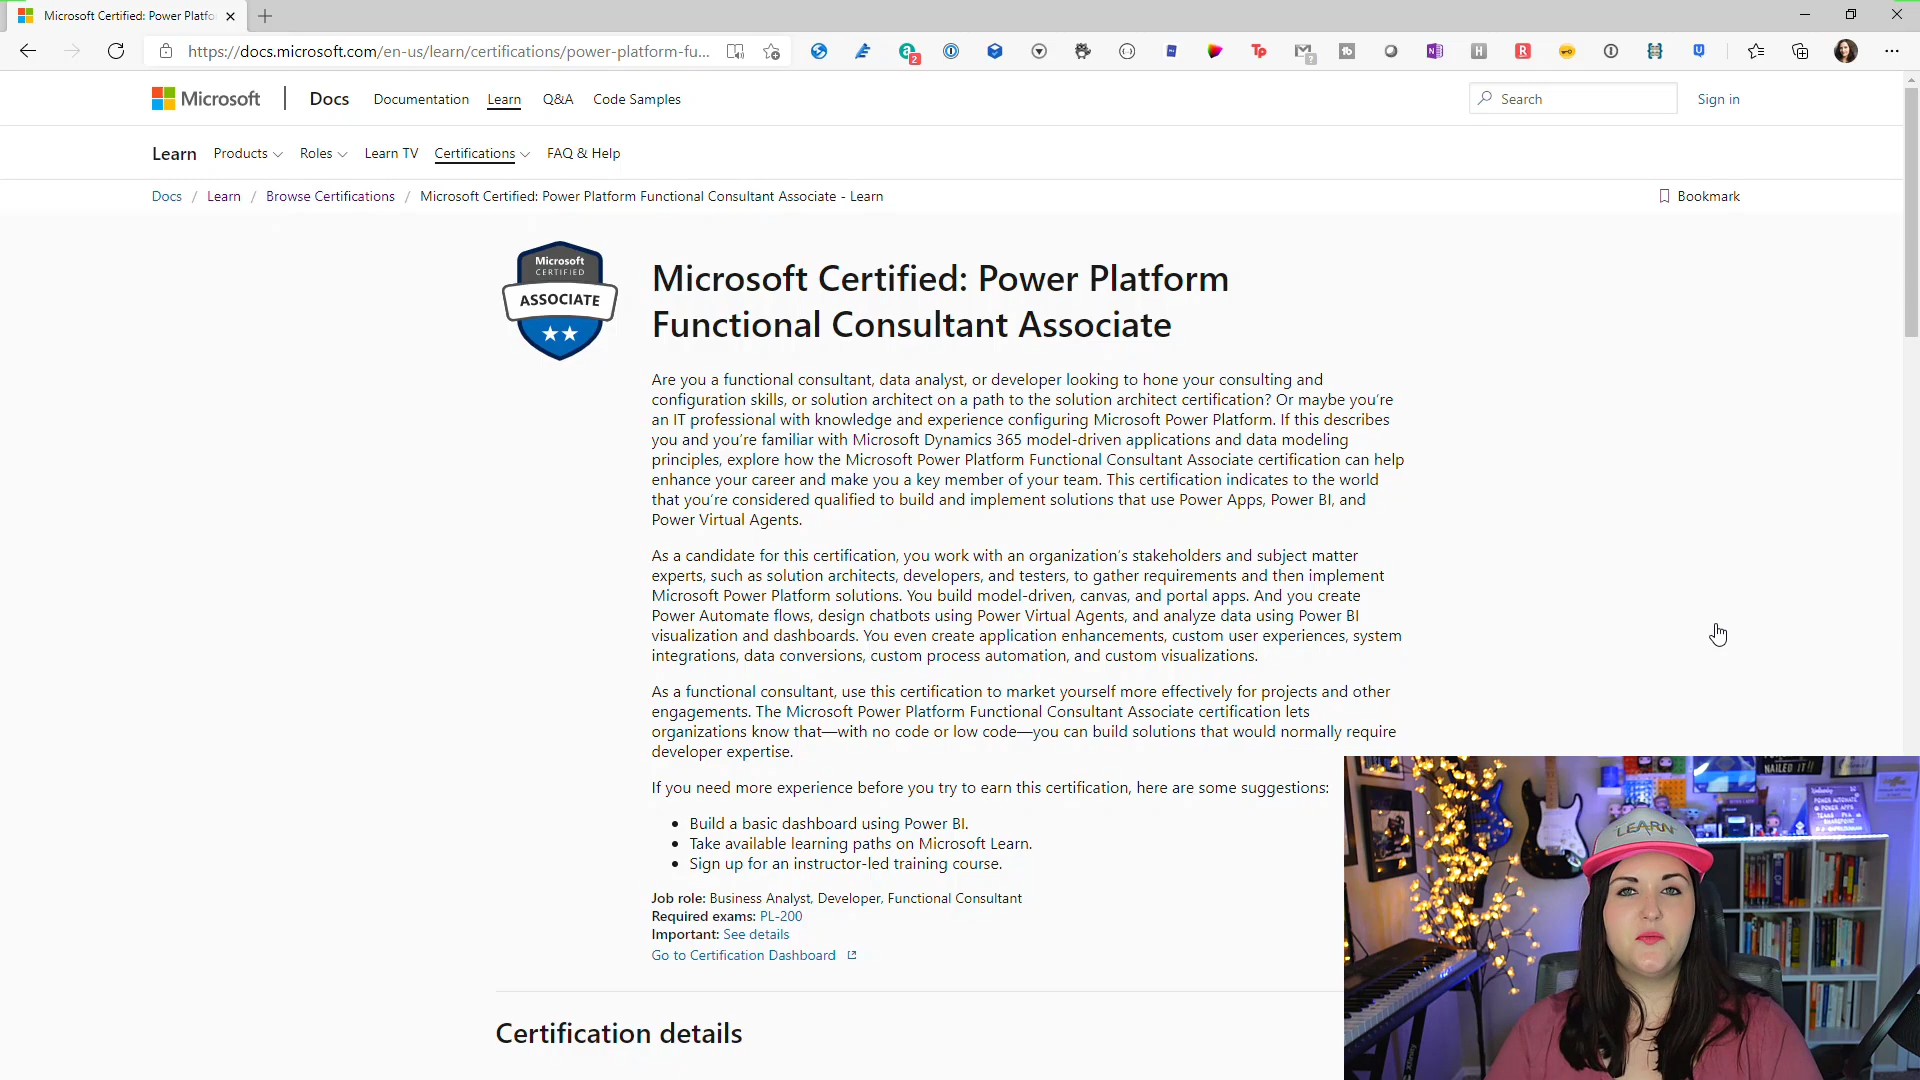 Microsoft Certified: Power Platfo
https://docs.microsoft.com/en-us/learn/certifications/power-platform-fu...
Microsoft
Docs
Documentation
Learn
Q&A
Code Samples
Search
Sign in
Learn
Products
Roles
Learn TV
Certifications
FAQ & Help
Docs / Learn / Browse Certifications / Microsoft Certified: Power Platform Functional Consultant Associate - Learn
Bookmark
Microsoft
CERTIFIED
ASSOCIATE
Microsoft Certified: Power Platform
Functional Consultant Associate
Are you a functional consultant, data analyst, or developer looking to hone your consulting and
configuration skills, or solution architect on a path to the solution architect certification? Or maybe you're
an IT professional with knowledge and experience configuring Microsoft Power Platform. If this describes
you and you're familiar with Microsoft Dynamics 365 model-driven applications and data modeling
principles, explore how the Microsoft Power Platform Functional Consultant Associate certification can help
enhance your career and make you a key member of your team. This certification indicates to the world
that you're considered qualified to build and implement solutions that use Power Apps, Power BI, and
Power Virtual Agents.
As a candidate for this certification, you work with an organization's stakeholders and subject matter
experts, such as solution architects, developers, and testers, to gather requirements and then implement
Microsoft Power Platform solutions. You build model-driven, canvas, and portal apps. And you create
Power Automate flows, design chatbots using Power Virtual Agents, and analyze data using Power BI
visualization and dashboards. You even create application enhancements, custom user experiences, system
integrations, data conversions, custom process automation, and custom visualizations.
As a functional consultant, use this certification to market yourself more effectively for projects and other
engagements. The Microsoft Power Platform Functional Consultant Associate certification lets
organizations know that—with no code or low code—you can build solutions that would normally require
developer expertise.
If you need more experience before you try to earn this certification, here are some suggestions:
Build a basic dashboard using Power BI.
Take available learning paths on Microsoft Learn.
Sign up for an instructor-led training course.
Job role: Business Analyst, Developer, Functional Consultant
Required exams: PL-200
Important: See details
Go to Certification Dashboard
Certification details
NAILED IT!!
POWER AUTOMATE
POWER APPS
LEARN